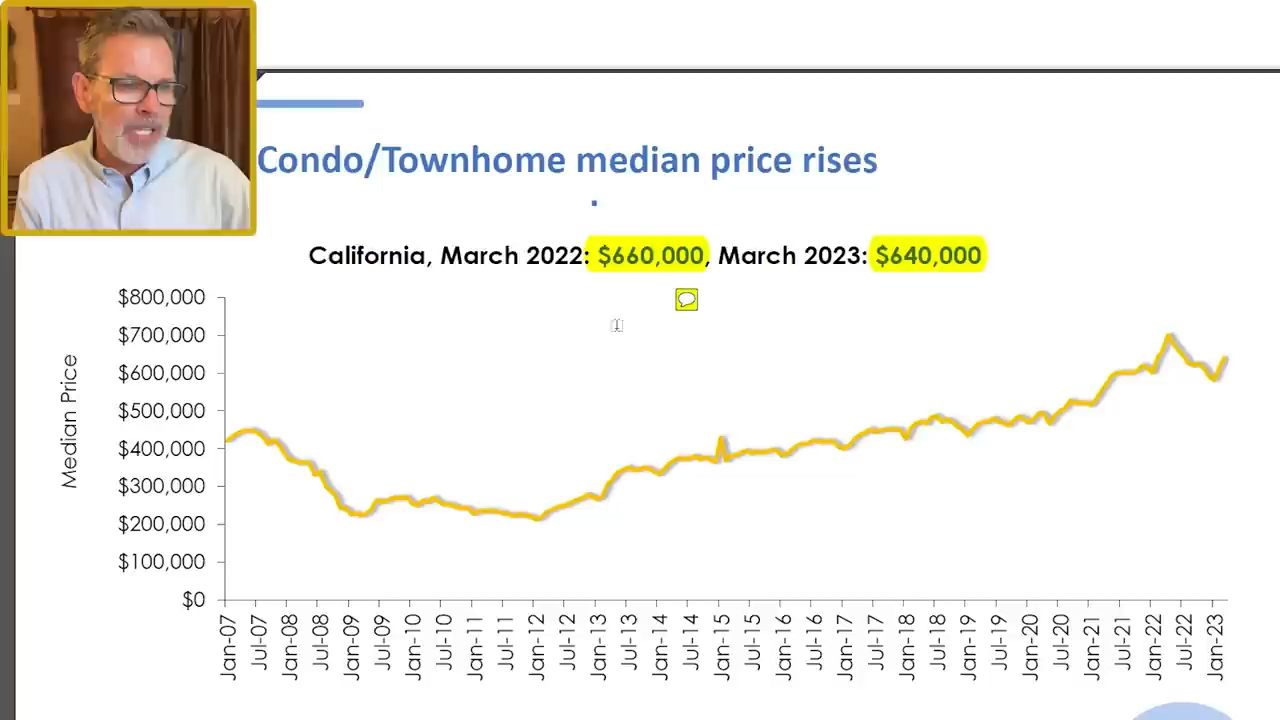 Condo/Townhome median price rises
California, March 2022: $660,000, March 2023: $640,000
Median Price
$800,000
$700,000
$600,000
$500,000
$400,000
$300,000
$200,000
$100,000
$0
Jan-07
Jul-07
Jan-08
Jul-08
Jan-09
Jul-09
Jan-10
Jul-10
Jan-11
Jul-11
Jan-12
Jul-12
Jan-13
Jul-13
Jan-14
Jul-14
Jan-15
Jul-15
Jan-16
Jul-16
Jan-17
Jul-17
Jan-18
Jul-18
Jan-19
Jul-19
Jan-20
Jul-20
Jan-21
Jul-21
Jan-22
Jul-22
Jan-23